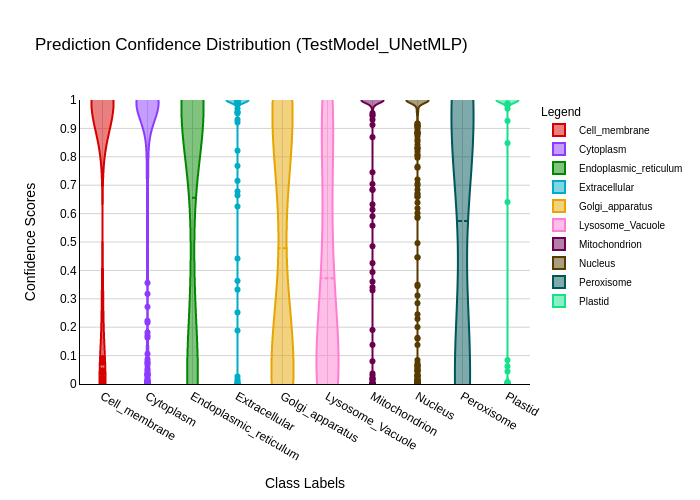 Prediction Confidence Distribution (TestModel_UNetMLP)
Confidence Scores
1
0.9
0.8
0.7
0.6
0.5
0.4
0.3
0.2
0.1
0
Cell_membrane
Cytoplasm
Endoplasmic_reticulum
Extracellular
Golgi_apparatus
Lysosome_Vacuole
Mitochondrion
Nucleus
Peroxisome
Plastid
Class Labels
Legend
Cell_membrane
Cytoplasm
Endoplasmic_reticulum
Extracellular
Golgi_apparatus
Lysosome_Vacuole
Mitochondrion
Nucleus
Peroxisome
Plastid